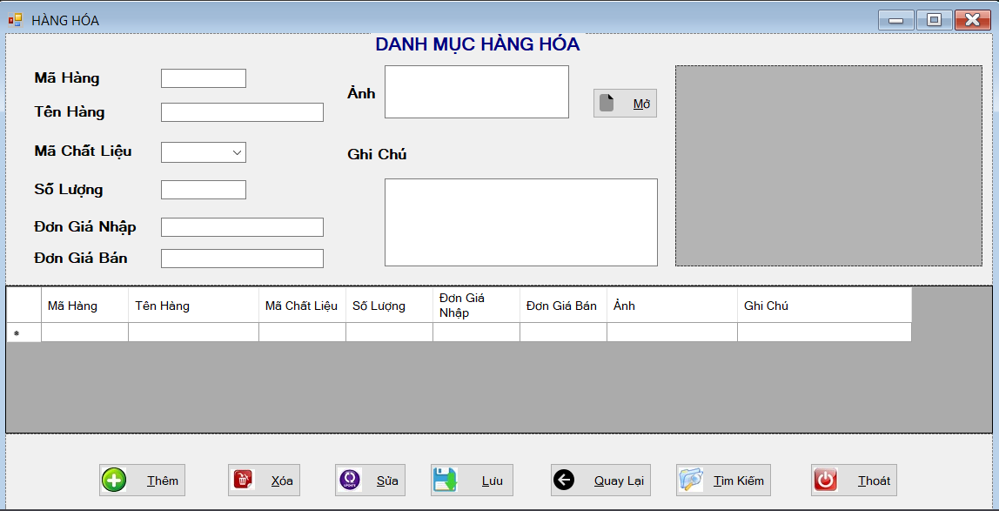 HÀNG HÓA
DANH MỤC HÀNG HÓA
Mã Hàng
Tên Hàng
Mã Chất Liệu
Số Lượng
Đơn Giá Nhập
Đơn Giá Bán
Ảnh
Mở
Ghi Chú
Mã Hàng
Tên Hàng
Mã Chất Liệu
Số Lượng
Đơn Giá
Nhập
Đơn Giá Bán
Ảnh
Ghi Chú
*
Thêm
Xóa
UPDATE
Sửa
Lưu
Quay Lại
Tìm Kiếm
Thoát